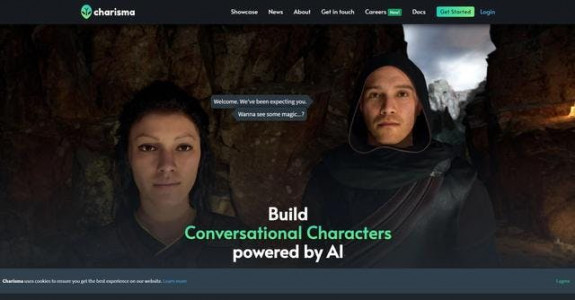 charisma
Showcase News About Get in touch Careers New! Docs Get Started Login
Welcome. We've been expecting you.
Wanna see some magic...?
Build
Conversational Characters
powered by AI
Charisma uses cookies to ensure you get the best experience on our website. Learn more
I agree